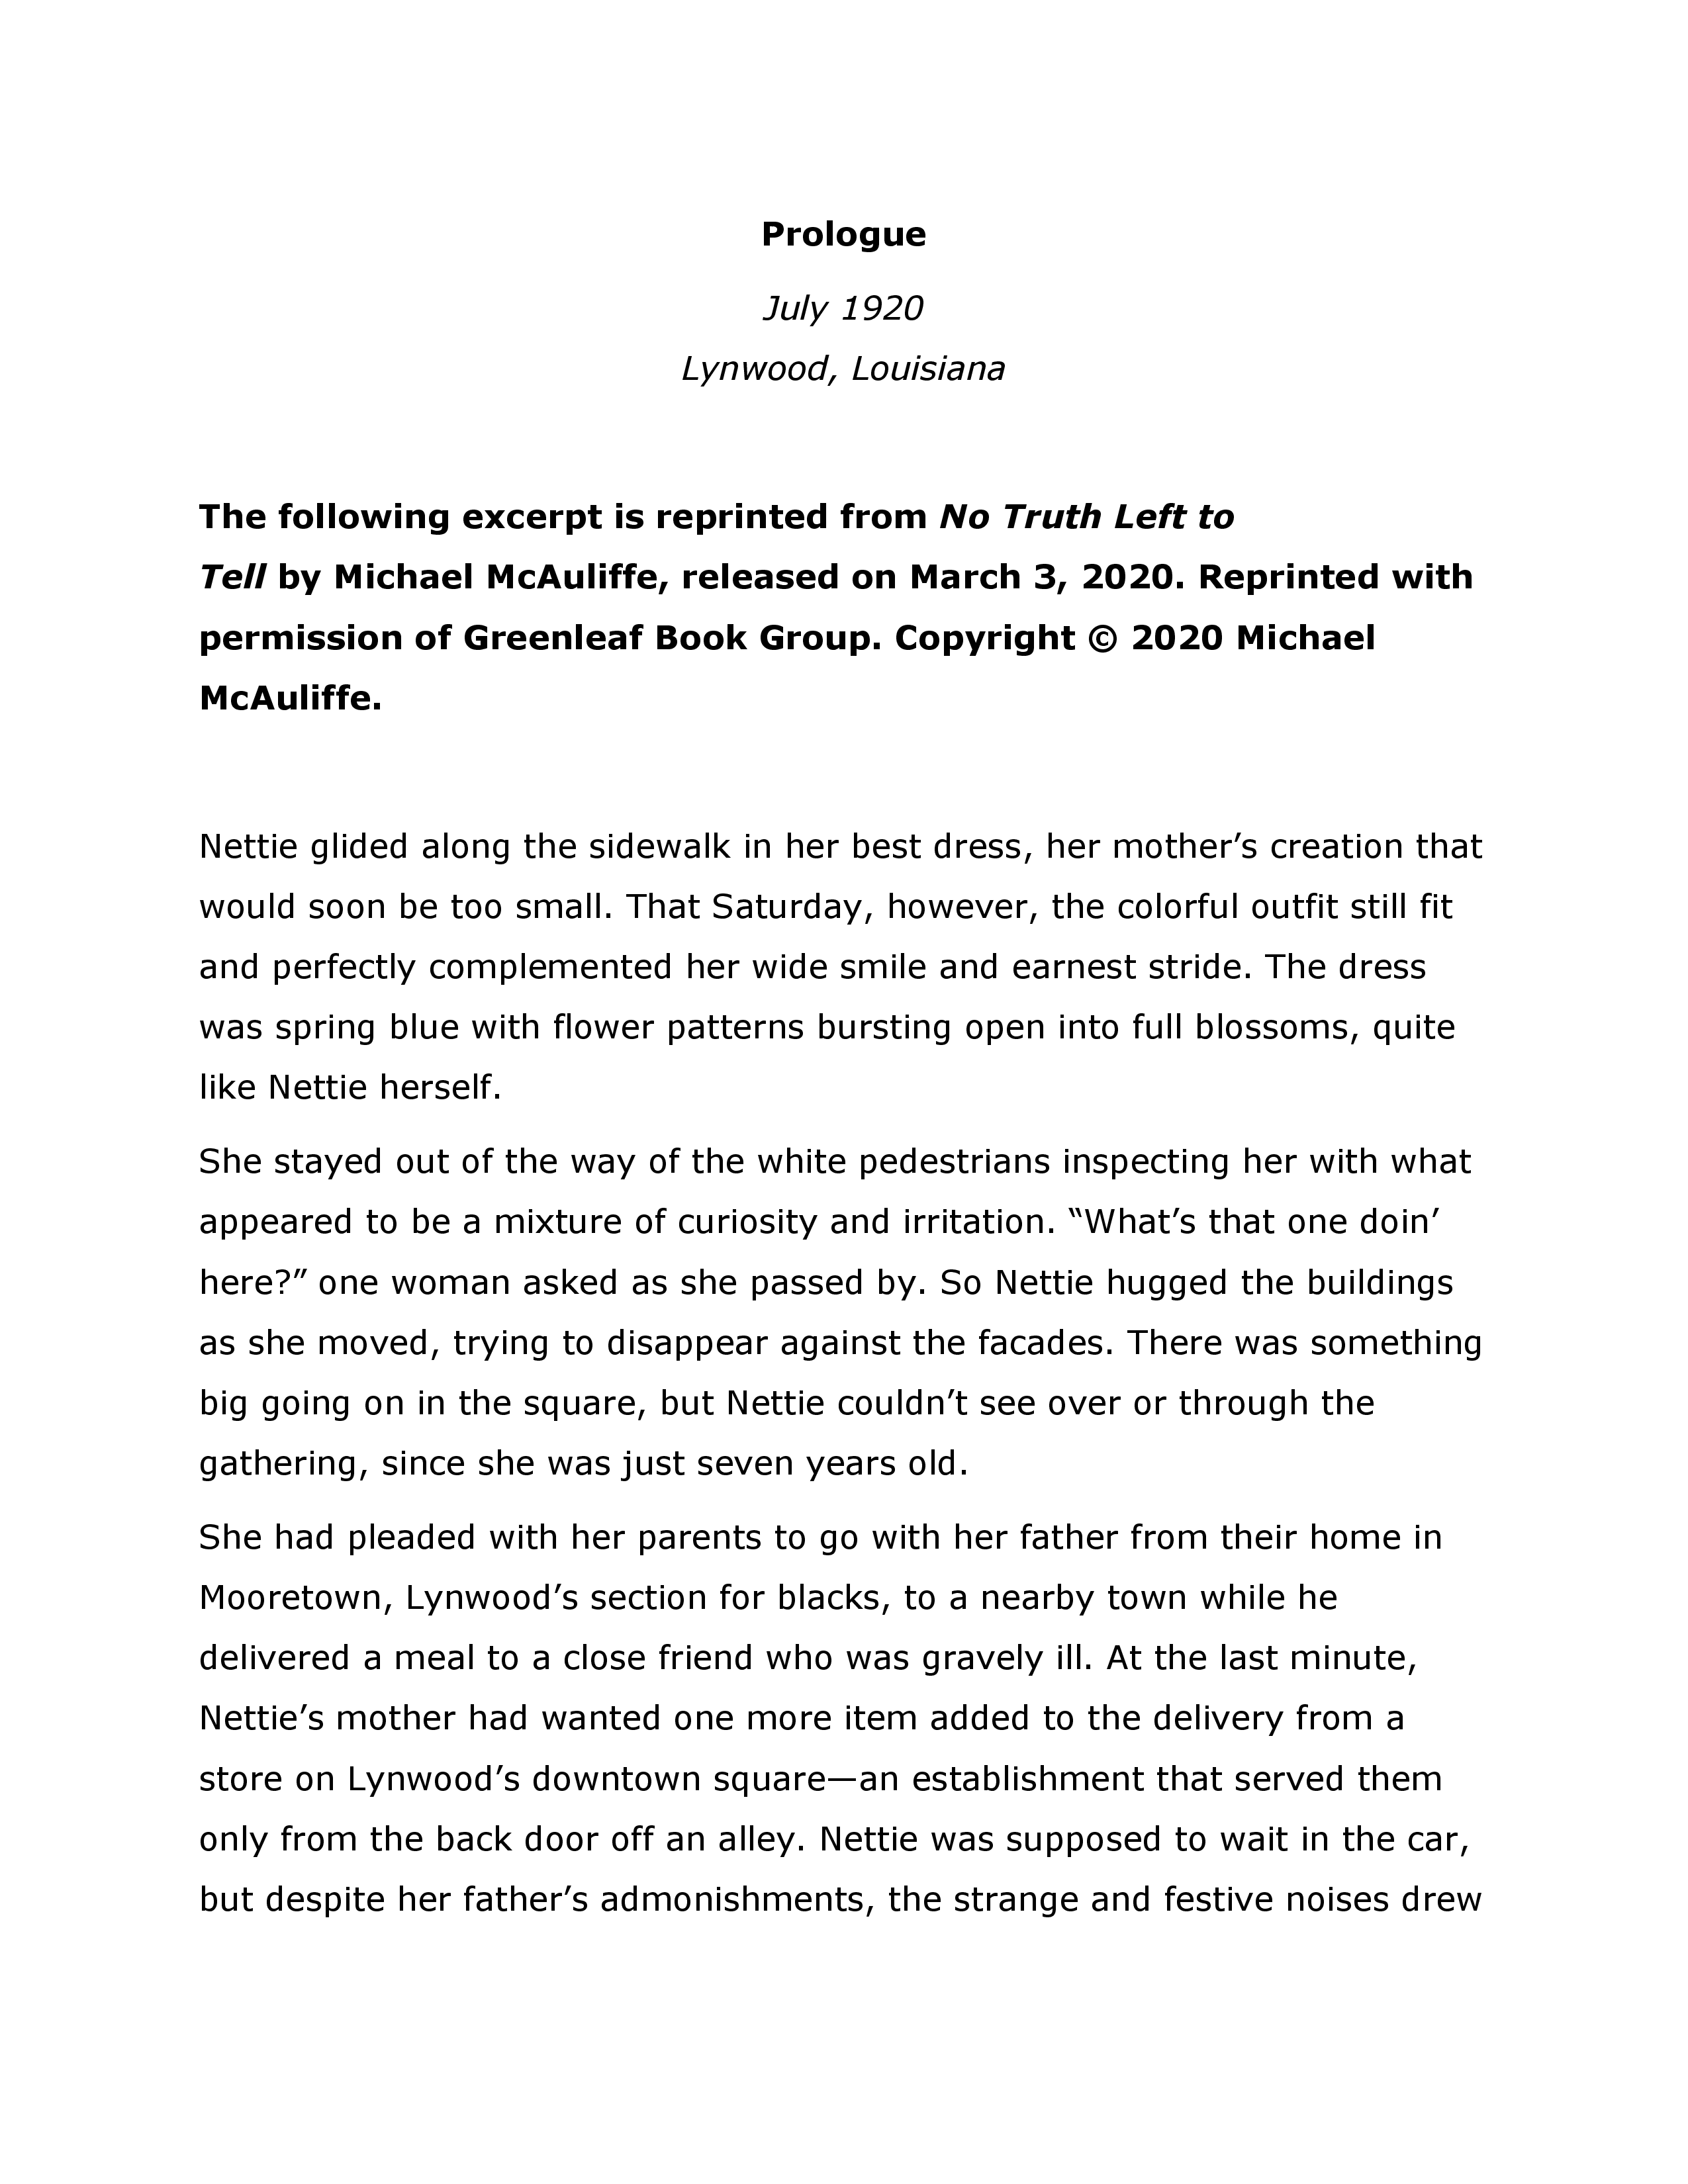 Prologue
July 1920
Lynwood, Louisiana
The following excerpt is reprinted from No Truth Left to
Tell by Michael McAuliffe, released on March 3, 2020. Reprinted with
permission of Greenleaf Book Group. Copyright © 2020 Michael
McAuliffe.
Nettie glided along the sidewalk in her best dress, her mother’s creation that
would soon be too small. That Saturday, however, the colorful outfit still fit
and perfectly complemented her wide smile and earnest stride. The dress
was spring blue with flower patterns bursting open into full blossoms, quite
like Nettie herself.
She stayed out of the way of the white pedestrians inspecting her with what
appeared to be a mixture of curiosity and irritation. “What’s that one doin’
here?” one woman asked as she passed by. So Nettie hugged the buildings
as she moved, trying to disappear against the facades. There was something
big going on in the square, but Nettie couldn’t see over or through the
gathering, since she was just seven years old.
She had pleaded with her parents to go with her father from their home in
Mooretown, Lynwood’s section for blacks, to a nearby town while he
delivered a meal to a close friend who was gravely ill. At the last minute,
Nettie’s mother had wanted one more item added to the delivery from a
store on Lynwood’s downtown square—an establishment that served them
only from the back door off an alley. Nettie was supposed to wait in the car,
but despite her father’s admonishments, the strange and festive noises drew